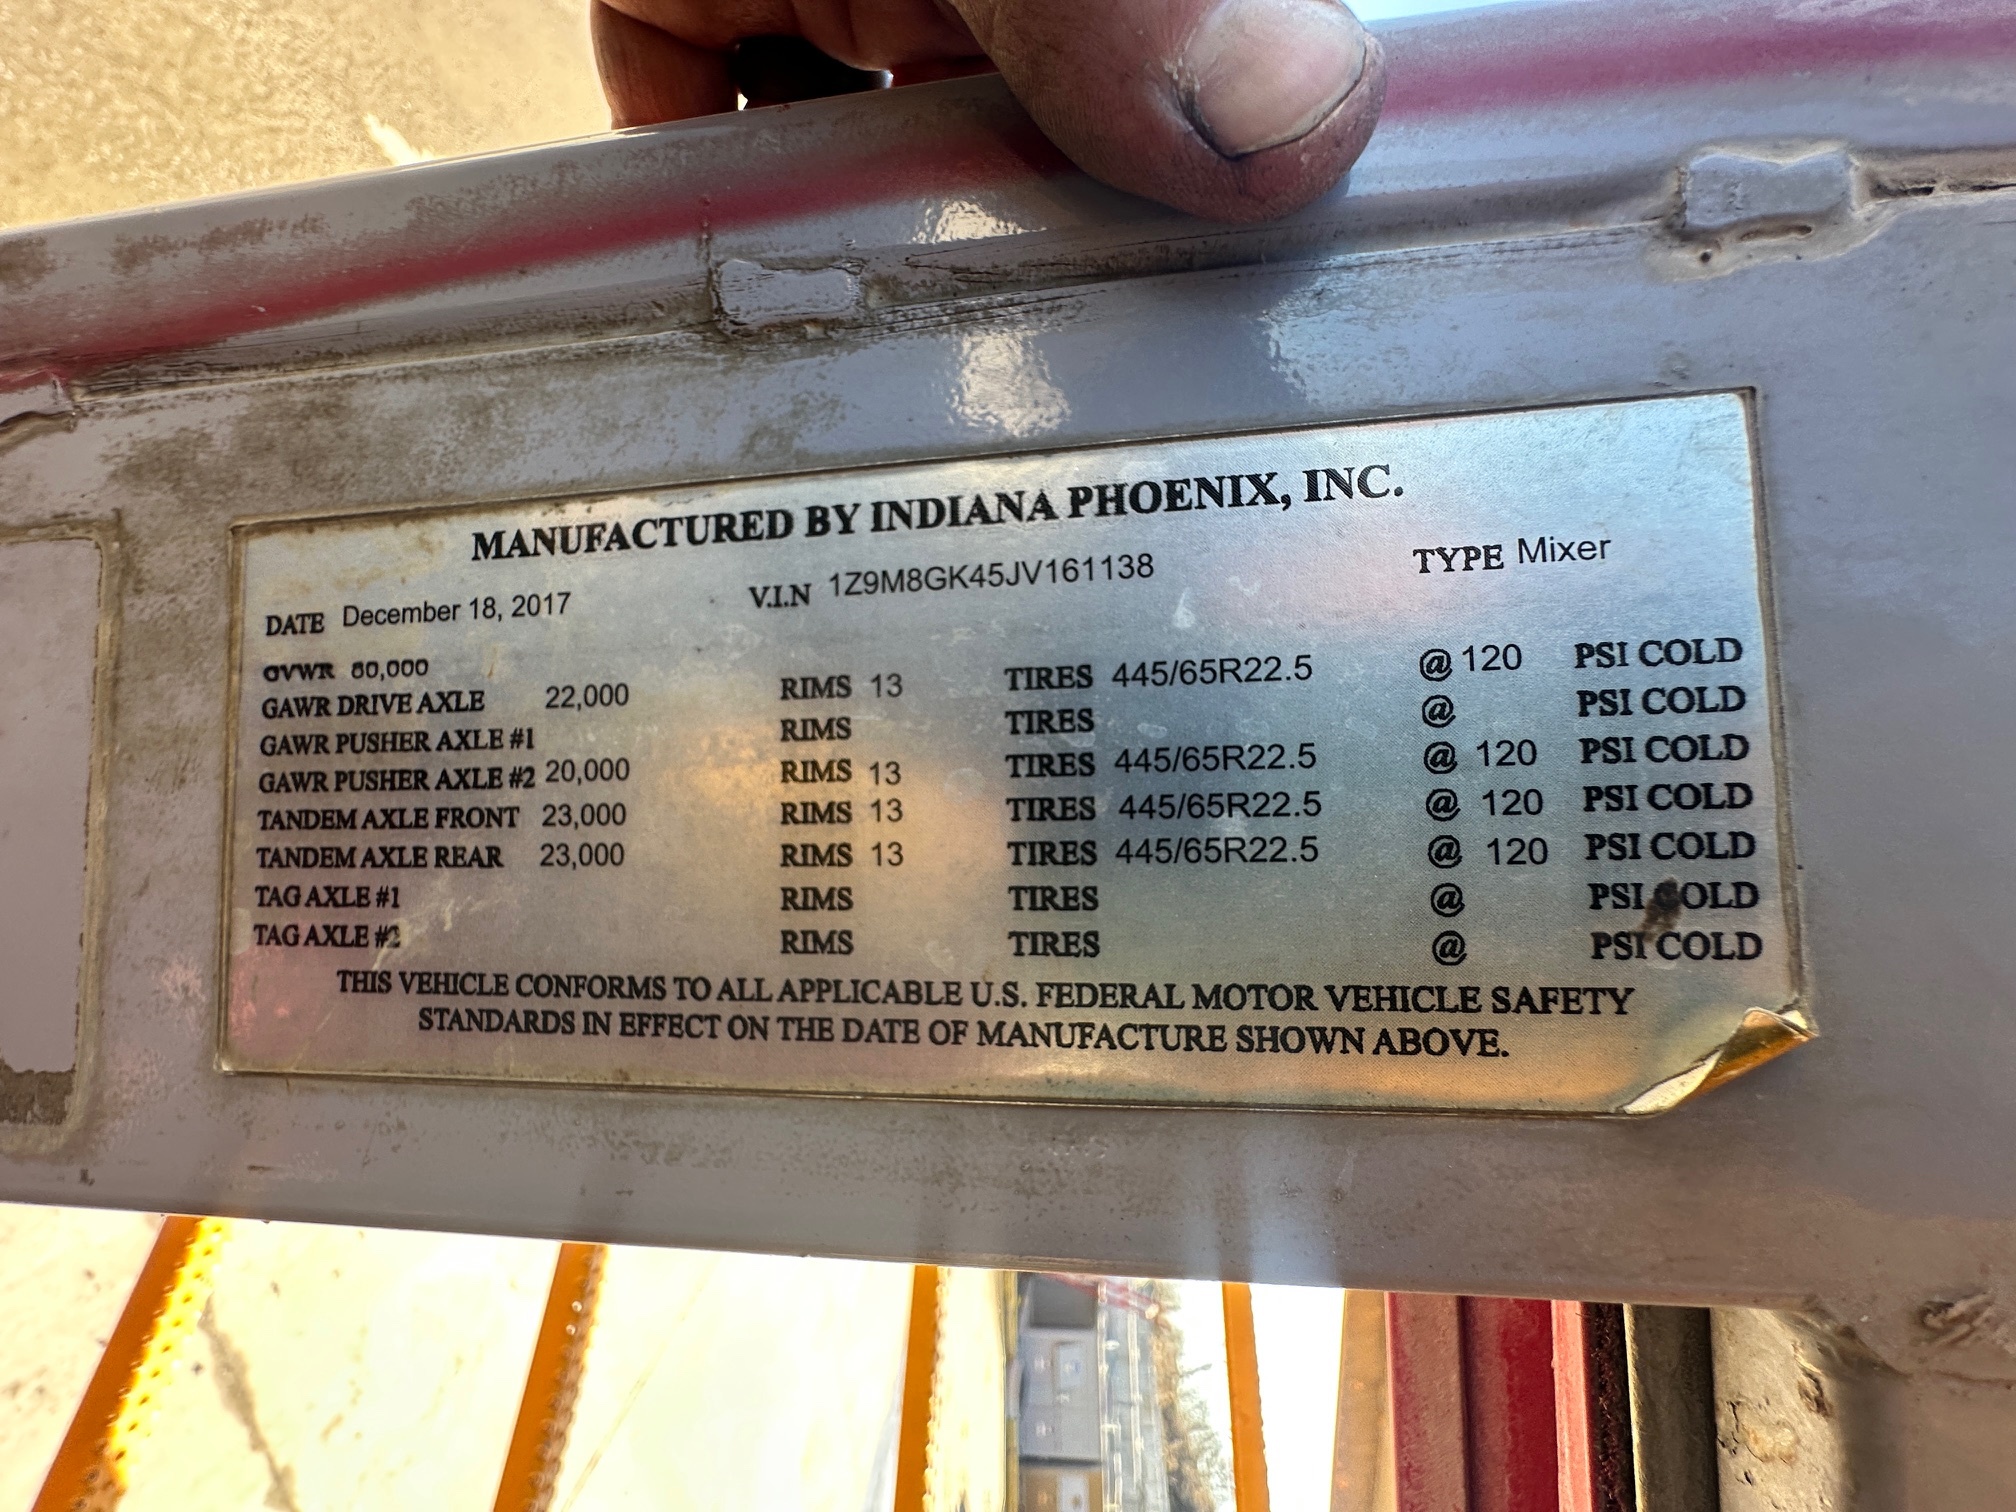 MANUFACTURED BY INDIANA PHOENIX, INC.
DATE December 18, 2017 V.I.N 1Z9M8GK45JV161138 TYPE Mixer
GVWR 80,000
GAWR DRIVE AXLE 22,000 RIMS 13 TIRES 445/65R22.5 @ 120 PSI COLD
GAWR PUSHER AXLE #1 RIMS TIRES @ PSI COLD
GAWR PUSHER AXLE #2 20,000 RIMS 13 TIRES 445/65R22.5 @ 120 PSI COLD
TANDEM AXLE FRONT 23,000 RIMS 13 TIRES 445/65R22.5 @ 120 PSI COLD
TANDEM AXLE REAR 23,000 RIMS 13 TIRES 445/65R22.5 @ 120 PSI COLD
TAG AXLE #1 RIMS TIRES @ PSI COLD
TAG AXLE #2 RIMS TIRES @ PSI COLD
THIS VEHICLE CONFORMS TO ALL APPLICABLE U.S. FEDERAL MOTOR VEHICLE SAFETY
STANDARDS IN EFFECT ON THE DATE OF MANUFACTURE SHOWN ABOVE.